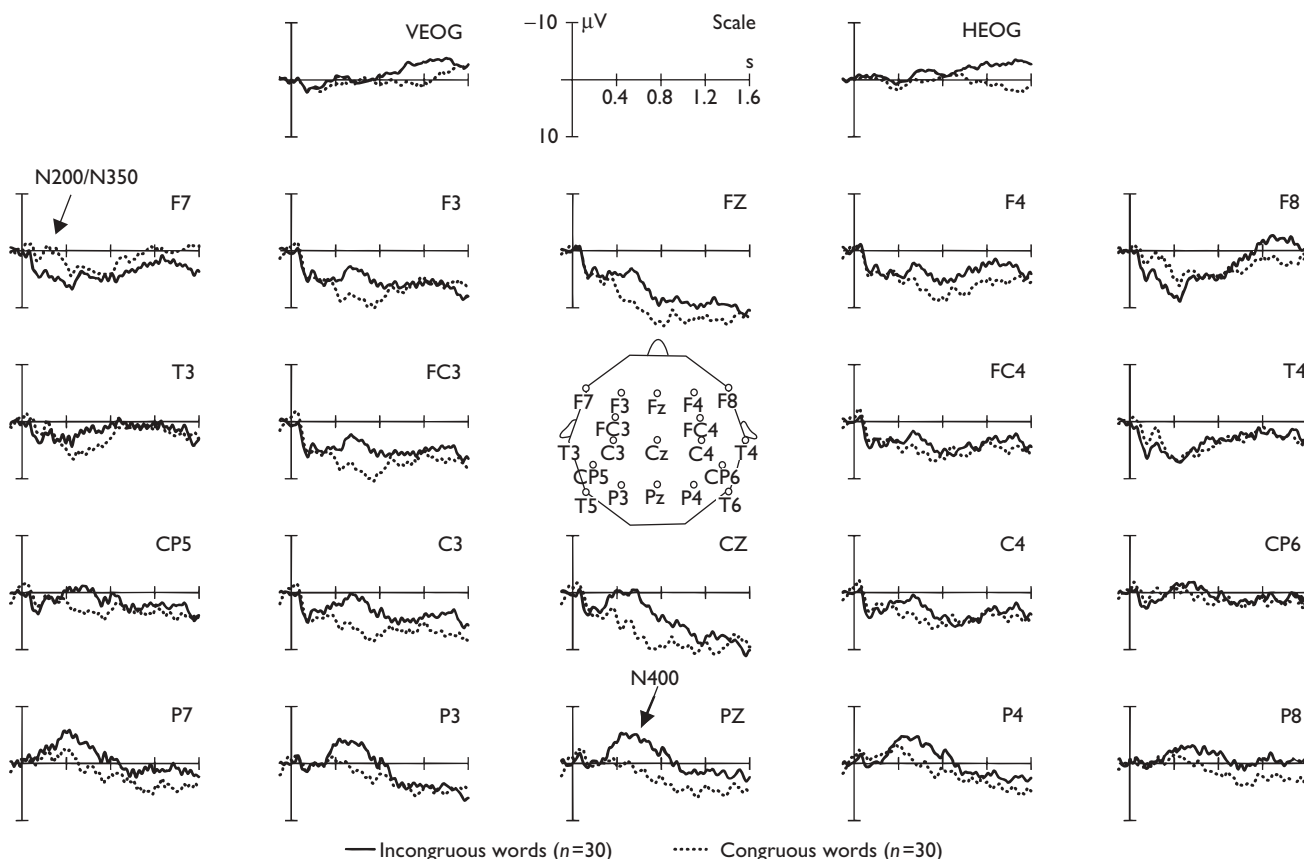 −10 μV Scale
VEOG HEOG
s
0.4 0.8 1.2 1.6
10
N200/N350
F7 F3 FZ F4 F8
T3 FC3 FC4 T4
F7 F3 Fz F4 F8
FC3 FC4
T3 C3 Cz C4 T4
CP5 CP6
T5 P3 Pz P4 T6
CP5 C3 CZ C4 CP6
N400
P7 P3 PZ P4 P8
Incongruous words (n=30) Congruous words (n=30)